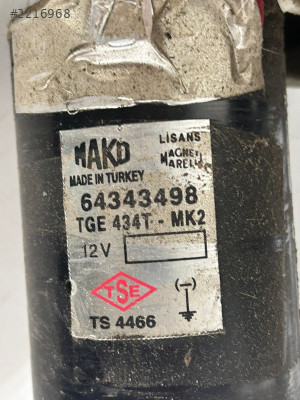 #2216968
MAKO
LISANS
MAGNETI
MARELLI
MADE IN TURKEY
64343498
TGE 434T - MK2
12V
TSE
(-)
TS 4466